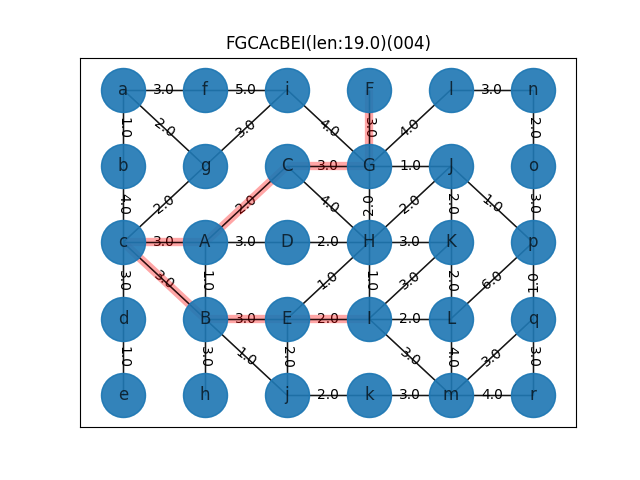 FGCAcBEI(len:19.0)(004)
a 3.0 f 5.0 i F l 3.0 n
1.0 2.0 3.0 4.0 3.0 4.0 2.0
b g C 3.0 G 1.0 J o
4.0 2.0 2.0 4.0 2.0 2.0 2.0 1.0 3.0
c 3.0 A 3.0 D 2.0 H 3.0 K p
3.0 3.0 1.0 1.0 1.0 3.0 2.0 6.0 1.0
d B 3.0 E 2.0 I 2.0 L q
1.0 3.0 1.0 2.0 3.0 4.0 3.0 3.0
e h j 2.0 k 3.0 m 4.0 r